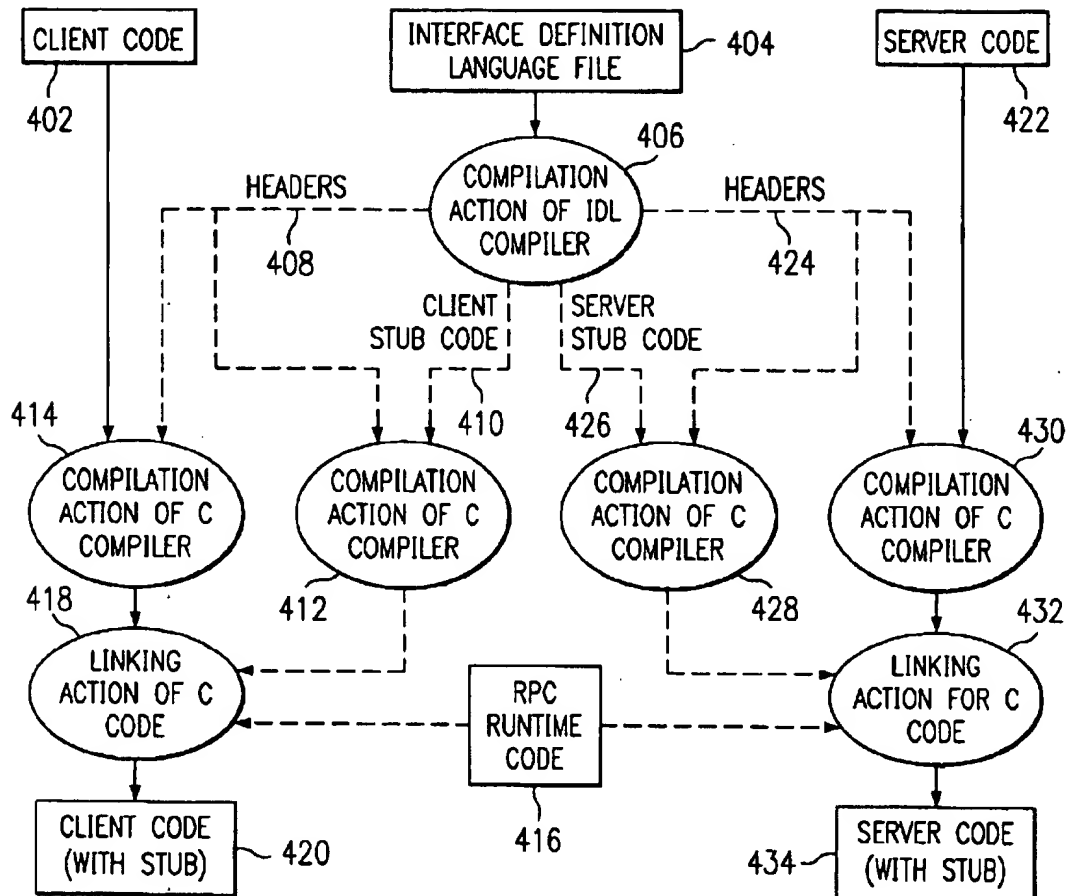 CLIENT CODE
402
INTERFACE DEFINITION
LANGUAGE FILE
404
SERVER CODE
422
406
COMPILATION
ACTION OF IDL
COMPILER
HEADERS
408
HEADERS
424
CLIENT
STUB CODE
410
SERVER
STUB CODE
426
414
COMPILATION
ACTION OF C
COMPILER
COMPILATION
ACTION OF C
COMPILER
412
COMPILATION
ACTION OF C
COMPILER
428
430
COMPILATION
ACTION OF C
COMPILER
418
LINKING
ACTION OF C
CODE
RPC
RUNTIME
CODE
416
432
LINKING
ACTION FOR C
CODE
CLIENT CODE
(WITH STUB)
420
434
SERVER CODE
(WITH STUB)